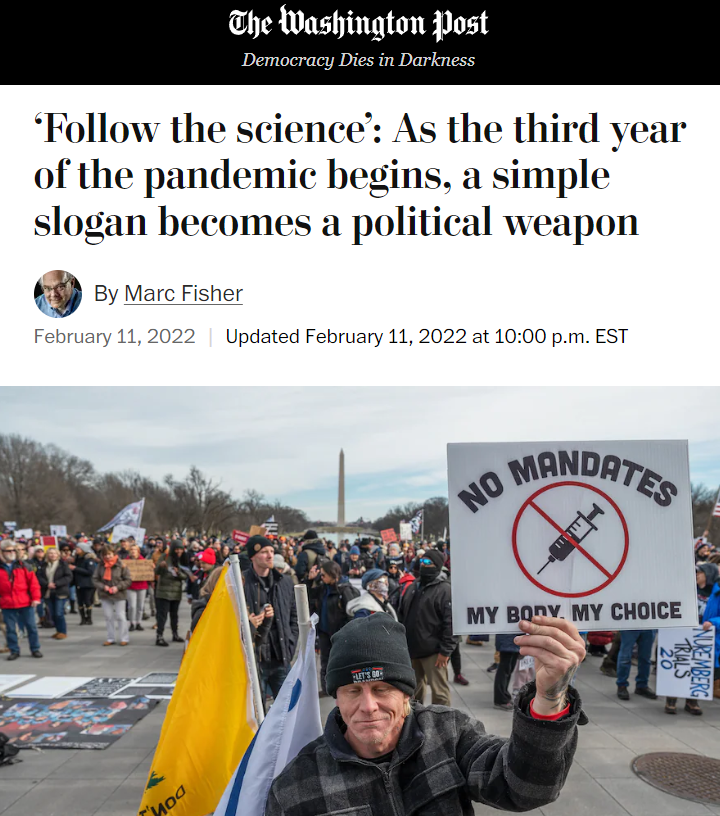 The Washington Post
Democracy Dies in Darkness
‘Follow the science’: As the third year
of the pandemic begins, a simple
slogan becomes a political weapon
By Marc Fisher
February 11, 2022 | Updated February 11, 2022 at 10:00 p.m. EST
NO MANDATES
MY BODY MY CHOICE
LET'S GO
TRIALS
20
DON'T